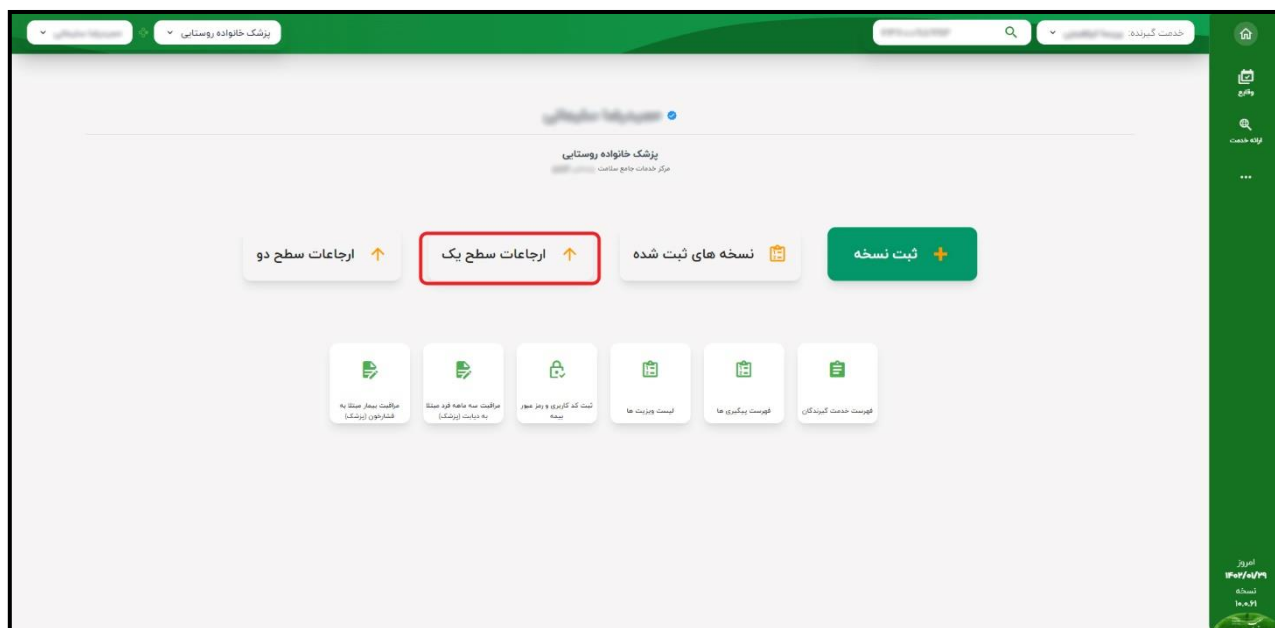 خدمت گیرنده:
پزشک خانواده روستایی
وقایع
ارائه خدمت
پزشک خانواده روستایی
مرکز خدمات جامع سلامت
ثبت نسخه
نسخه های ثبت شده
ارجاعات سطح یک
ارجاعات سطح دو
فهرست خدمت گیرندگان
فهرست پیگیری ها
لیست ویزیت ها
ثبت کد کاربری و رمز عبور
بیمه
مراقبت سه ماهه فرد مبتلا
به دیابت (پزشک)
مراقبت بیمار مبتلا به
فشارخون (پزشک)
امروز
۱۴۰۲/۰۱/۲۹
نسخه
۱۰.۰.۶۱